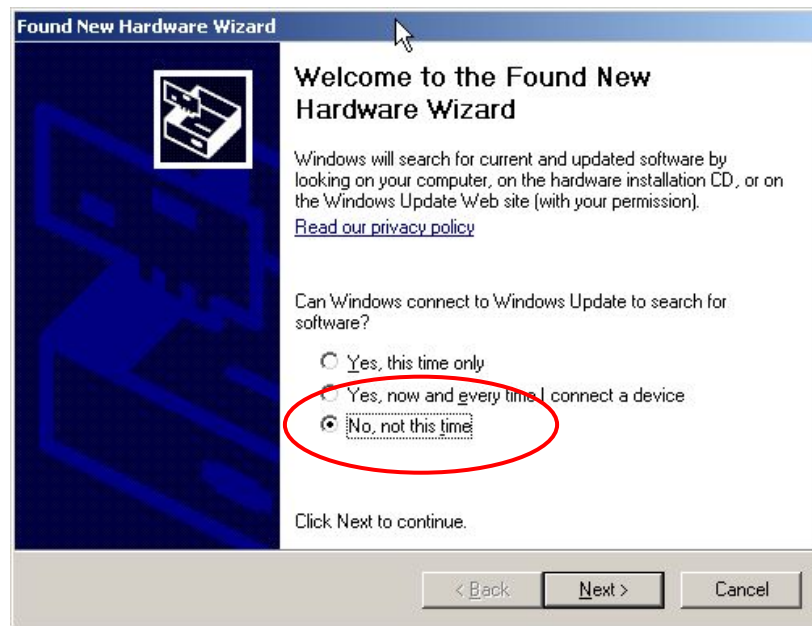 Found New Hardware Wizard
Welcome to the Found New
Hardware Wizard
Windows will search for current and updated software by
looking on your computer, on the hardware installation CD, or on
the Windows Update Web site (with your permission).
Read our privacy policy
Can Windows connect to Windows Update to search for
software?
Yes, this time only
Yes, now and every time I connect a device
No, not this time
Click Next to continue.
< Back
Next >
Cancel